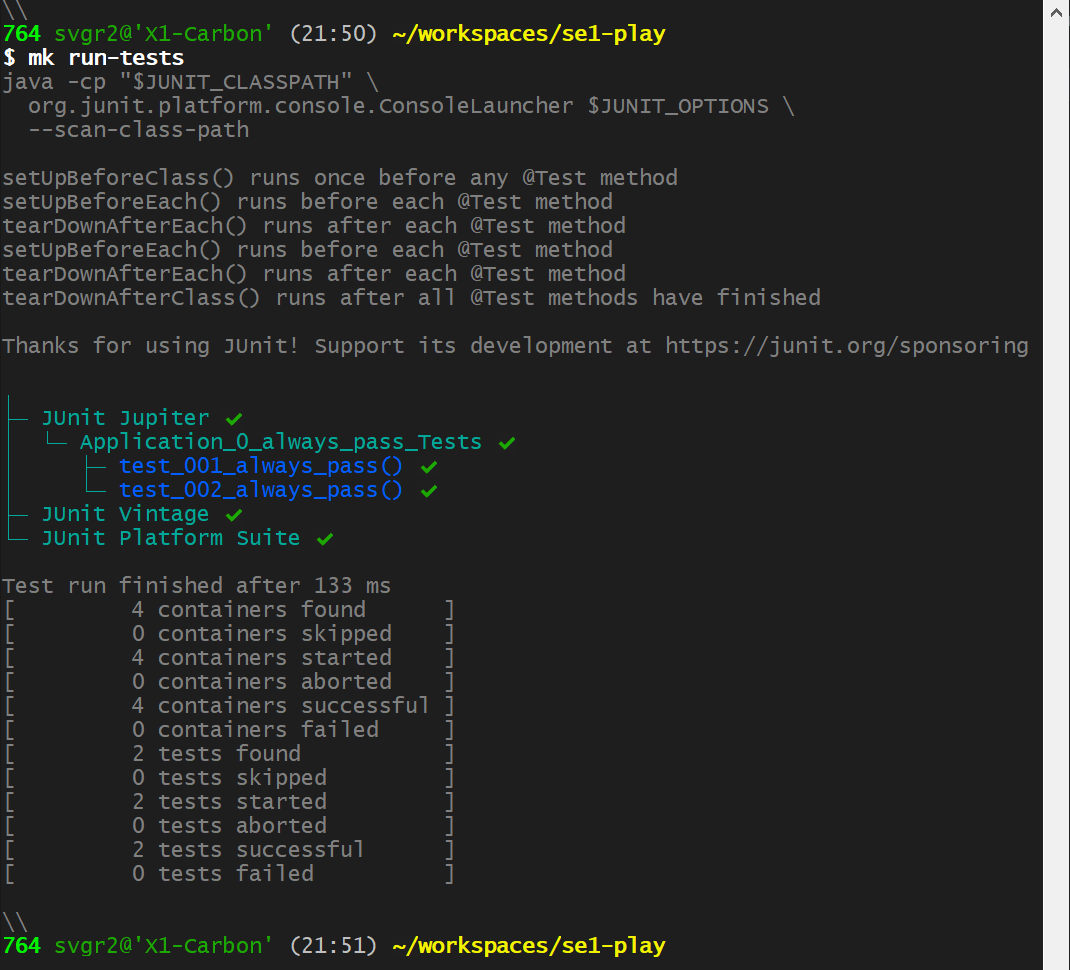 \\
764 svgr2@'X1-Carbon' (21:50) ~/workspaces/se1-play
$ mk run-tests
java -cp "$JUNIT_CLASSPATH" \
  org.junit.platform.console.ConsoleLauncher $JUNIT_OPTIONS \
  --scan-class-path

setUpBeforeClass() runs once before any @Test method
setUpBeforeEach() runs before each @Test method
tearDownAfterEach() runs after each @Test method
setUpBeforeEach() runs before each @Test method
tearDownAfterEach() runs after each @Test method
tearDownAfterClass() runs after all @Test methods have finished

Thanks for using JUnit! Support its development at https://junit.org/sponsoring

├─ JUnit Jupiter ✔
│  └─ Application_0_always_pass_Tests ✔
│     ├─ test_001_always_pass() ✔
│     └─ test_002_always_pass() ✔
├─ JUnit Vintage ✔
└─ JUnit Platform Suite ✔

Test run finished after 133 ms
[         4 containers found      ]
[         0 containers skipped    ]
[         4 containers started    ]
[         0 containers aborted    ]
[         4 containers successful ]
[         0 containers failed     ]
[         2 tests found           ]
[         0 tests skipped         ]
[         2 tests started         ]
[         0 tests aborted         ]
[         2 tests successful      ]
[         0 tests failed          ]

\\
764 svgr2@'X1-Carbon' (21:51) ~/workspaces/se1-play